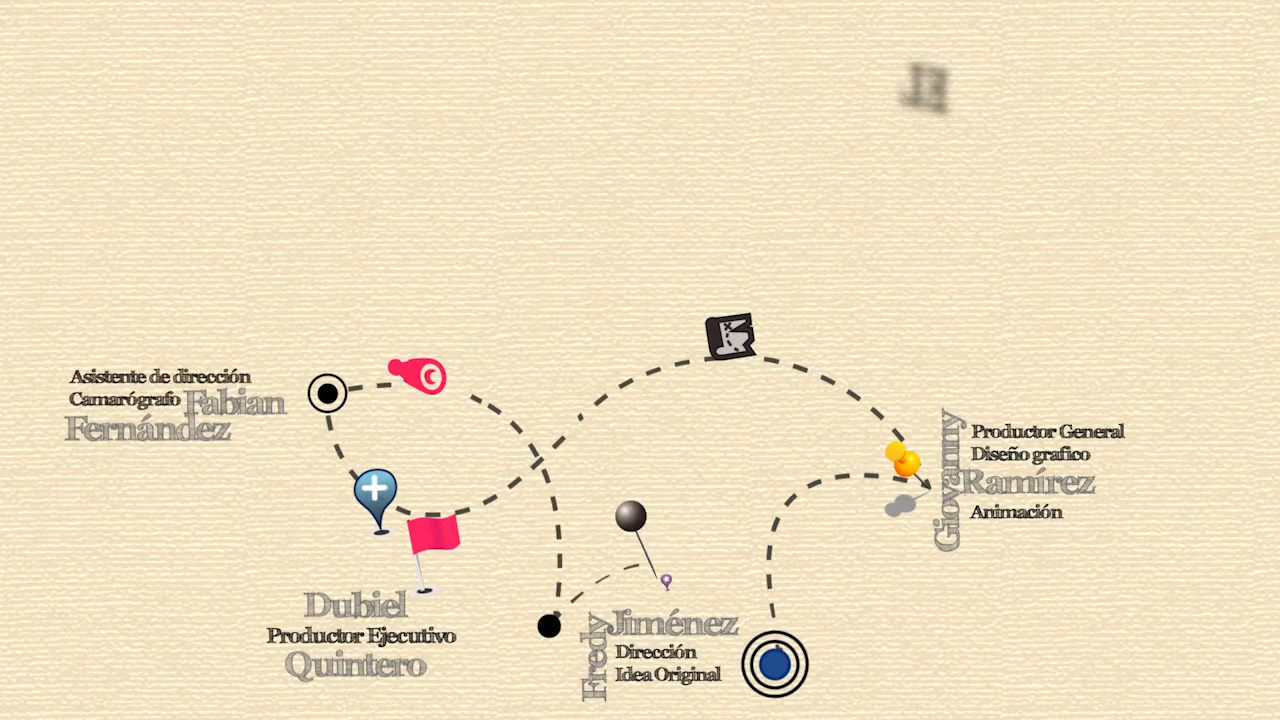 Asistente de dirección
Camarógrafo Fabian
Fernández
Dubiel
Productor Ejecutivo
Quintero
Fredy
Jiménez
Dirección
Idea Original
Giovanny
Productor General
Diseño grafico
Ramírez
Animación